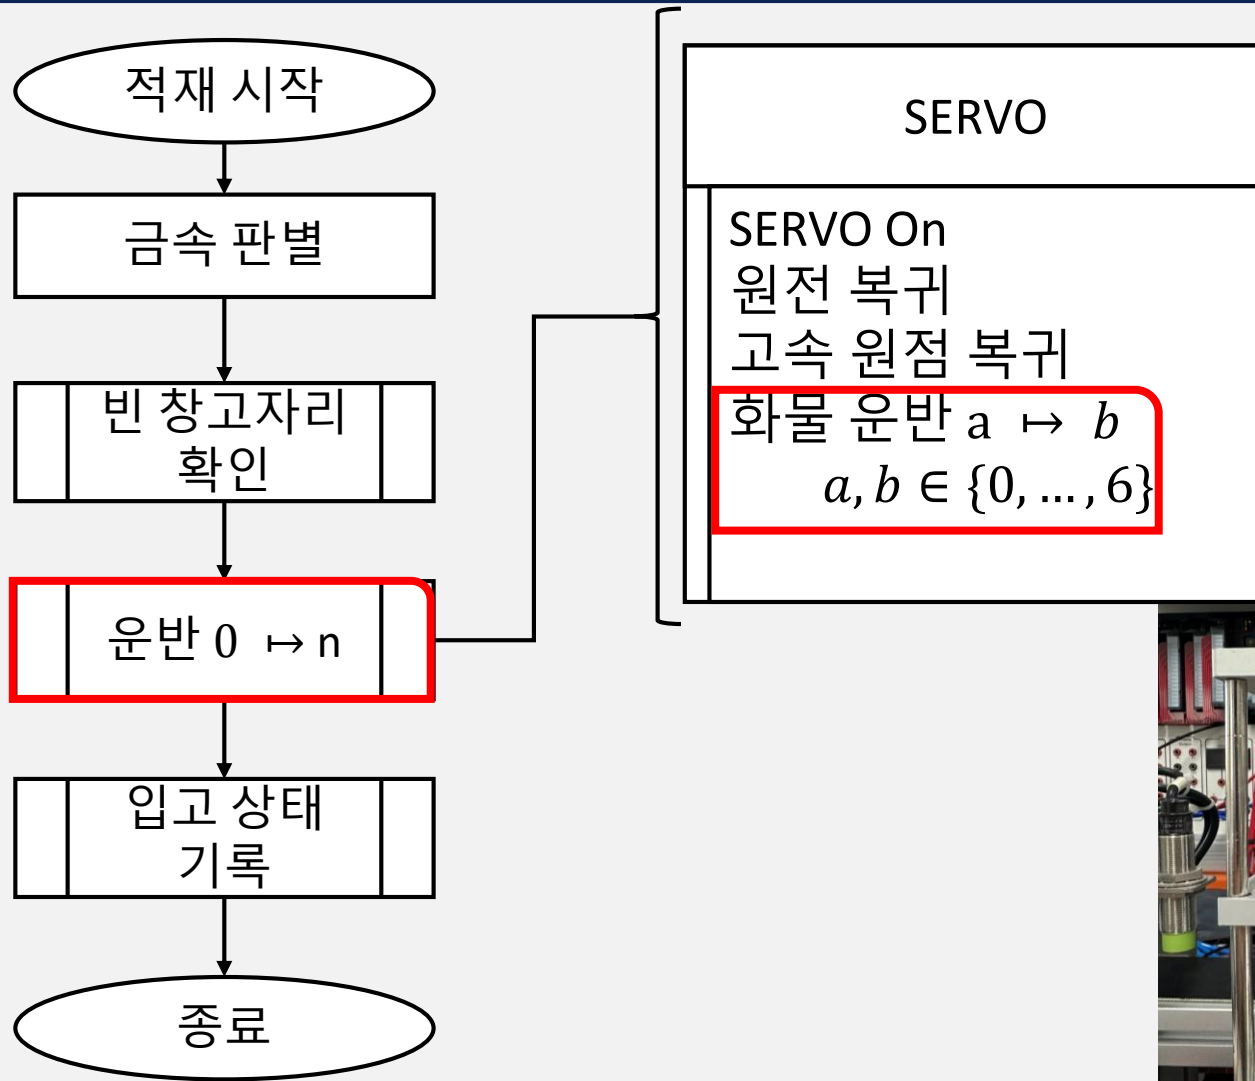 적재 시작
금속 판별
빈 창고자리
확인
운반 0 ↦ n
입고 상태
기록
종료
SERVO
SERVO On
원전 복귀
고속 원점 복귀
화물 운반 a ↦ b
a, b ∈ {0, … , 6}